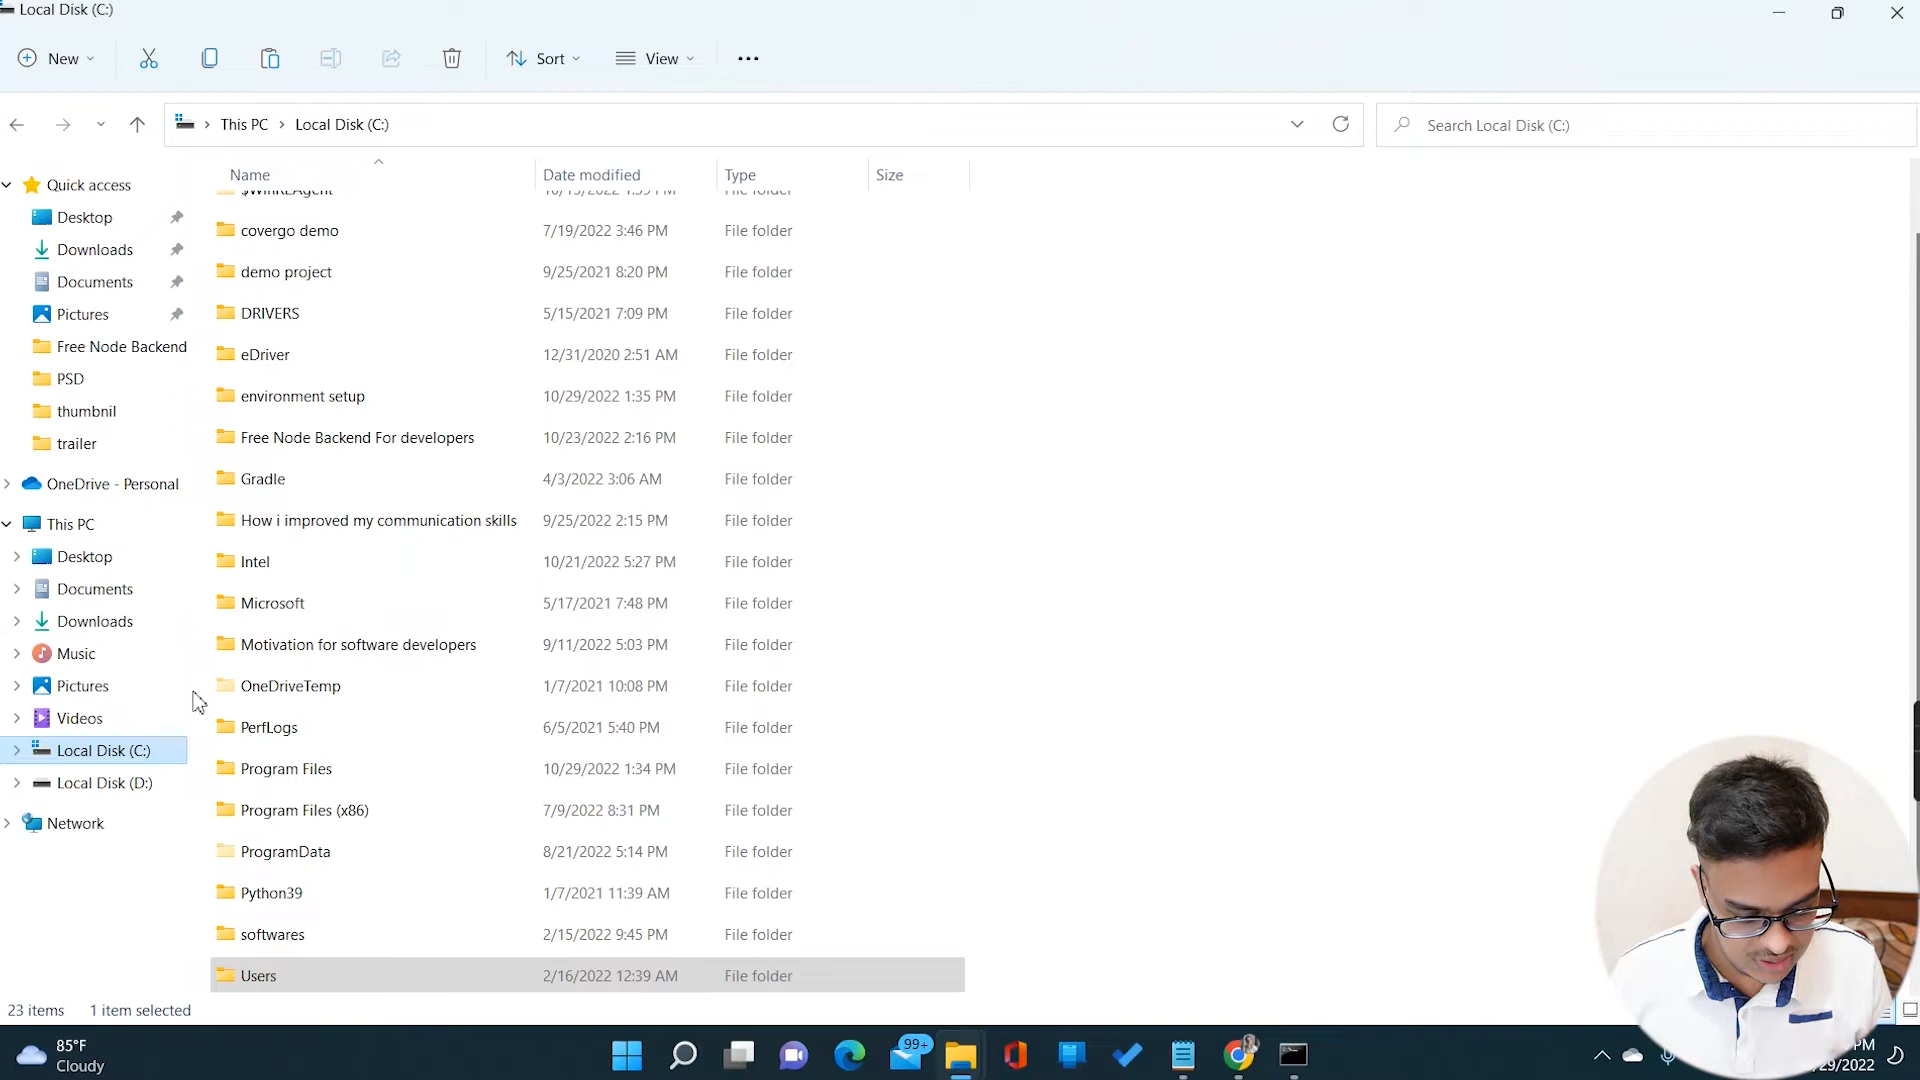 Local Disk (C:)
New Sort View
This PC > Local Disk (C:) Search Local Disk (C:)
Name Date modified Type Size
Quick access
Desktop
Downloads
Documents
Pictures
Free Node Backend
PSD
thumbnil
trailer
OneDrive - Personal
This PC
Desktop
Documents
Downloads
Music
Pictures
Videos
Local Disk (C:)
Local Disk (D:)
Network
$WinREAgent
covergo demo 7/19/2022 3:46 PM File folder
demo project 9/25/2021 8:20 PM File folder
DRIVERS 5/15/2021 7:09 PM File folder
eDriver 12/31/2020 2:51 AM File folder
environment setup 10/29/2022 1:35 PM File folder
Free Node Backend For developers 10/23/2022 2:16 PM File folder
Gradle 4/3/2022 3:06 AM File folder
How i improved my communication skills 9/25/2022 2:15 PM File folder
Intel 10/21/2022 5:27 PM File folder
Microsoft 5/17/2021 7:48 PM File folder
Motivation for software developers 9/11/2022 5:03 PM File folder
OneDriveTemp 1/7/2021 10:08 PM File folder
PerfLogs 6/5/2021 5:40 PM File folder
Program Files 10/29/2022 1:34 PM File folder
Program Files (x86) 7/9/2022 8:31 PM File folder
ProgramData 8/21/2022 5:14 PM File folder
Python39 1/7/2021 11:39 AM File folder
softwares 2/15/2022 9:45 PM File folder
Users 2/16/2022 12:39 AM File folder
23 items 1 item selected
85°F
Cloudy
99+
PM
/29/2022